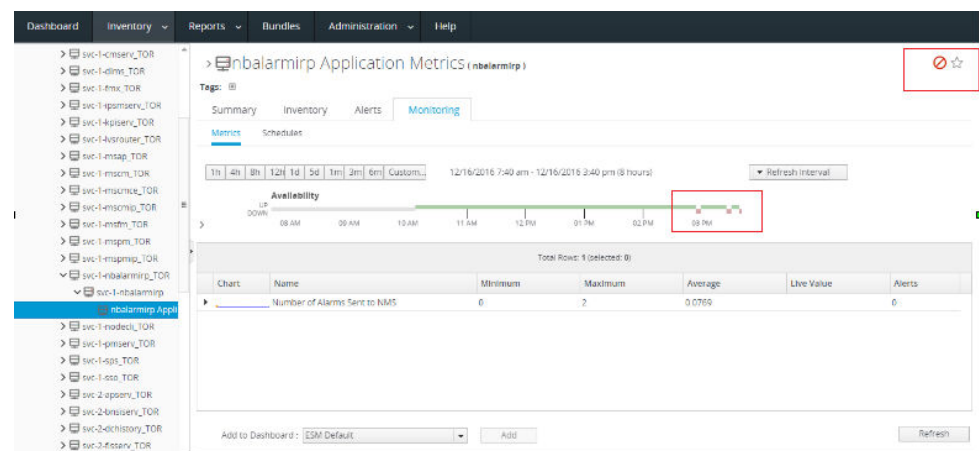 Dashboard Inventory Reports Bundles Administration Help
svc-1-cmserv_TOR
svc-1-dlms_TOR
svc-1-fmx_TOR
svc-1-ipsmserv_TOR
svc-1-kpiserv_TOR
svc-1-lvsrouter_TOR
svc-1-msap_TOR
svc-1-mscm_TOR
svc-1-mscmce_TOR
svc-1-mscmip_TOR
svc-1-msfm_TOR
svc-1-mspm_TOR
svc-1-mspmip_TOR
svc-1-nbalarmirp_TOR
svc-1-nbalarmirp
nbalarmirp Appli
svc-1-nodecli_TOR
svc-1-pmserv_TOR
svc-1-sps_TOR
svc-1-sso_TOR
svc-2-apserv_TOR
svc-2-bnsiserv_TOR
svc-2-dchistory_TOR
svc-2-flsserv_TOR
nbalarmirp Application Metrics ( nbalarmirp )
Tags:
Summary Inventory Alerts Monitoring
Metrics Schedules
1h 4h 8h 12h 1d 5d 1m 3m 6m Custom... 12/16/2016 7:40 am - 12/16/2016 3:40 pm (8 hours) Refresh Interval
Availability
UP
DOWN
08 AM 09 AM 10 AM 11 AM 12 PM 01 PM 02 PM 03 PM
Total Rows: 1 (selected: 0)
Chart Name Minimum Maximum Average Live Value Alerts
Number of Alarms Sent to NMS 0 2 0.0769 0
Add to Dashboard : ESM Default Add Refresh